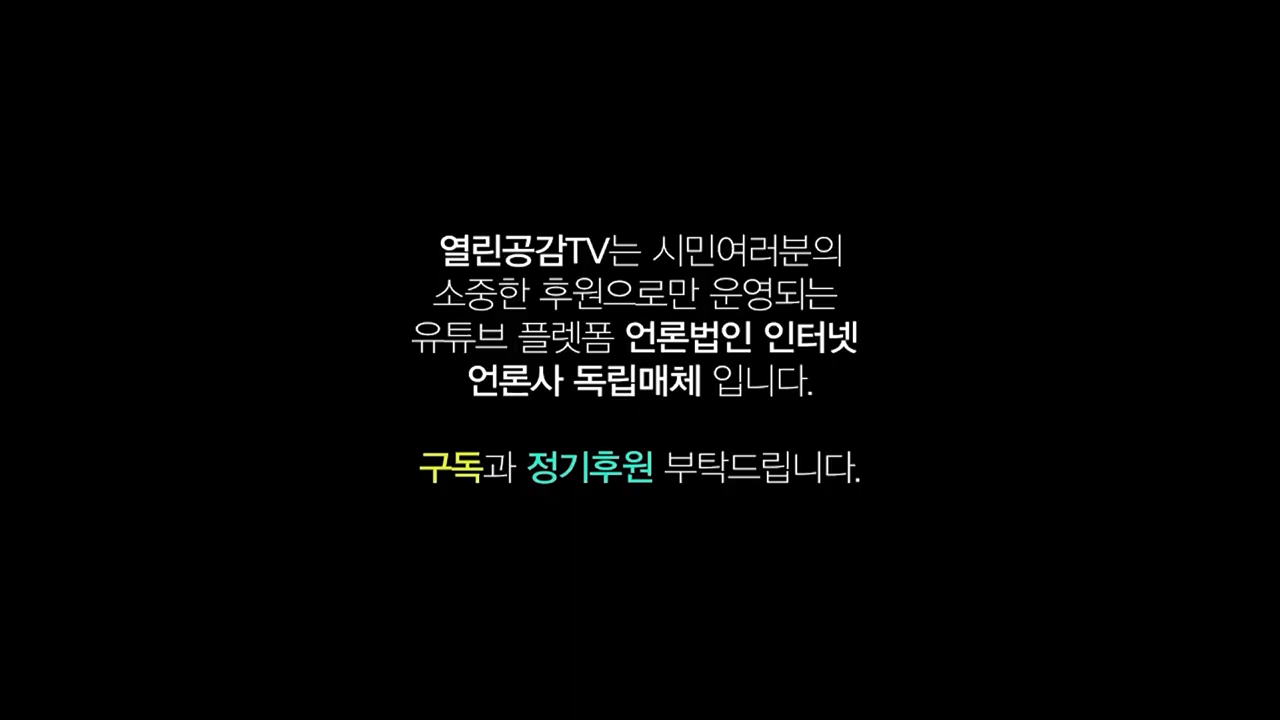 열린공감TV는 시민여러분의
소중한 후원으로만 운영되는
유튜브 플렛폼 언론법인 인터넷
언론사 독립매체 입니다.
구독과 정기후원 부탁드립니다.